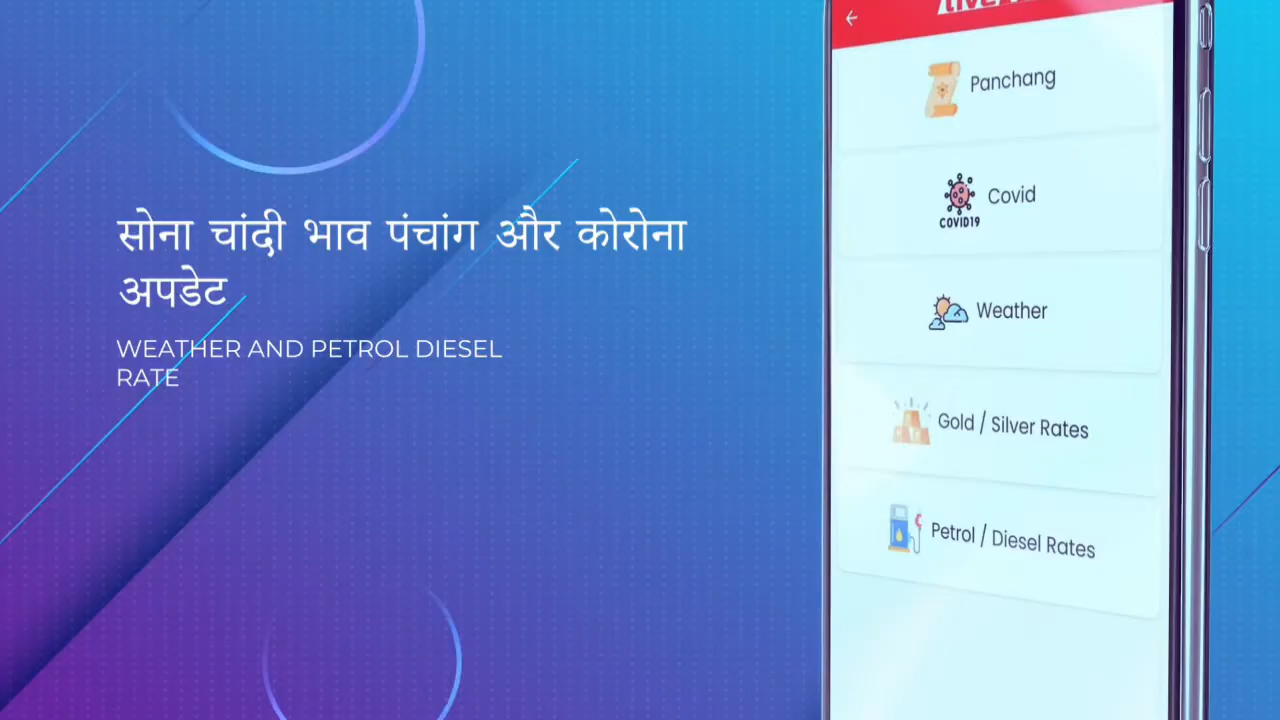 सोना चांदी भाव पंचांग और कोरोना
अपडेट
WEATHER AND PETROL DIESEL
RATE
Panchang
COVID19
Covid
Weather
Gold / Silver Rates
Petrol / Diesel Rates